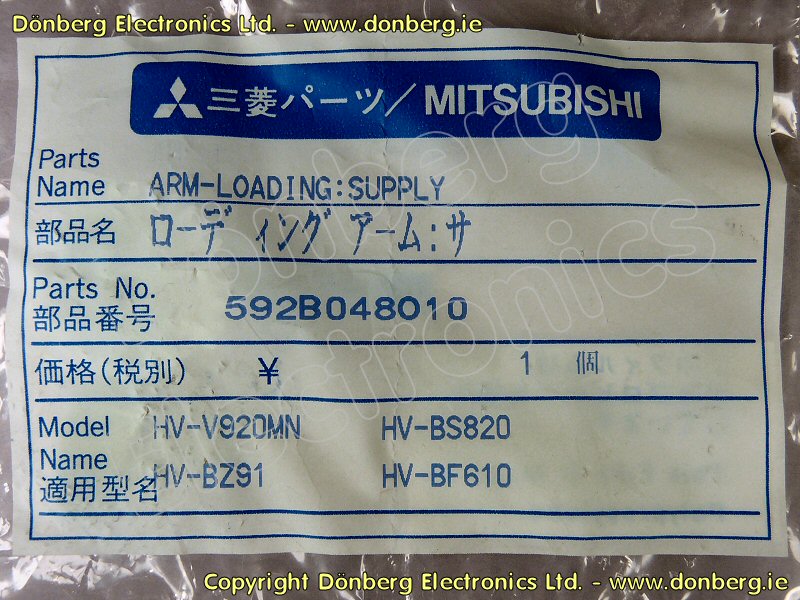 Dönberg Electronics Ltd. - www.donberg.ie
三菱パーツ/MITSUBISHI
Parts
Name ARM-LOADING:SUPPLY
部品名 ローディングアーム:サ
Parts No.
部品番号 592B048010
価格(税別) ¥ 1 個
Model HV-V920MN HV-BS820
Name
適用型名 HV-BZ91 HV-BF610
Dönberg Electronics
Copyright Dönberg Electronics Ltd. - www.donberg.ie